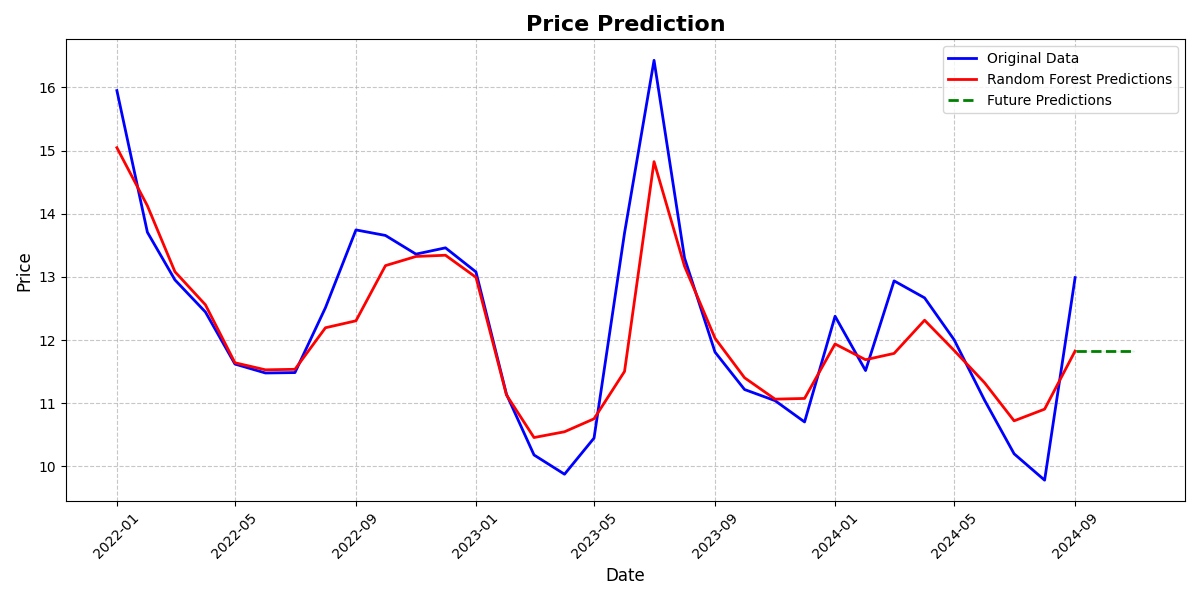 Price Prediction
Original Data
Random Forest Predictions
Future Predictions
Price
16
15
14
13
12
11
10
2022-01
2022-05
2022-09
2023-01
2023-05
2023-09
2024-01
2024-05
2024-09
Date